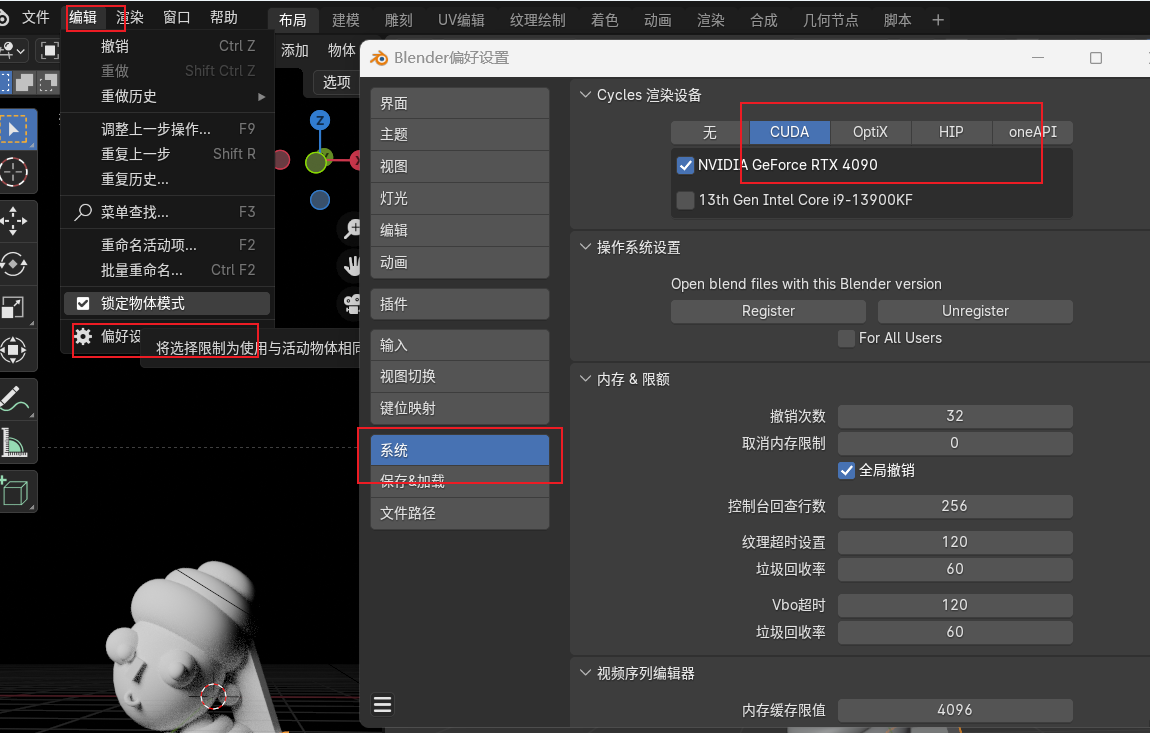 文件 编辑 渲染 窗口 帮助 布局 建模 雕刻 UV编辑 纹理绘制 着色 动画 渲染 合成 几何节点 脚本 +
撤销 Ctrl Z
重做 Shift Ctrl Z
重做历史
调整上一步操作... F9
重复上一步 Shift R
重复历史...
菜单查找... F3
重命名活动项... F2
批量重命名... Ctrl F2
锁定物体模式
偏好设
将选择限制为使用与活动物体相同
添加 物体
选项
Z
X
Blender偏好设置
界面
主题
视图
灯光
编辑
动画
插件
输入
视图切换
键位映射
系统
保存&加载
文件路径
Cycles 渲染设备
无 CUDA OptiX HIP oneAPI
NVIDIA GeForce RTX 4090
13th Gen Intel Core i9-13900KF
操作系统设置
Open blend files with this Blender version
Register Unregister
For All Users
内存 & 限额
撤销次数 32
取消内存限制 0
全局撤销
控制台回查行数 256
纹理超时设置 120
垃圾回收率 60
Vbo超时 120
垃圾回收率 60
视频序列编辑器
内存缓存限值 4096